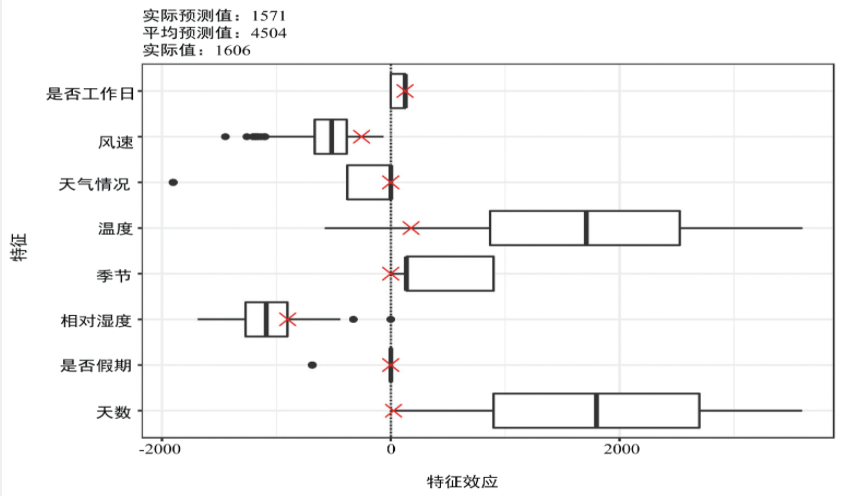 实际预测值：1571
平均预测值：4504
实际值：1606
是否工作日
风速
天气情况
温度
季节
相对湿度
是否假期
天数
特征
-2000
0
2000
特征效应